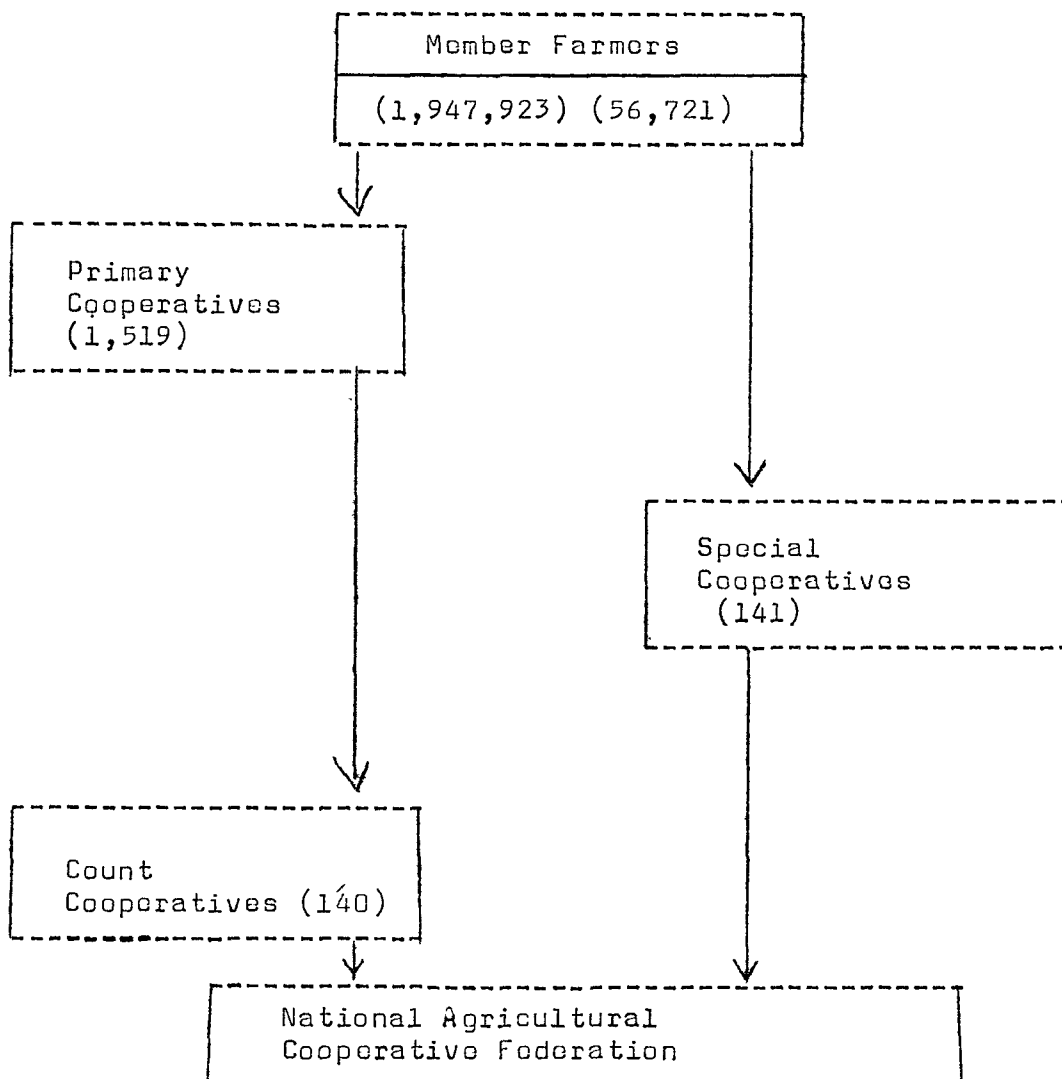 Member Farmers
(1,947,923) (56,721)
Primary
Cooperatives
(1,519)
Special
Cooperatives
(141)
Count
Cooperatives (140)
National Agricultural
Cooperative Federation